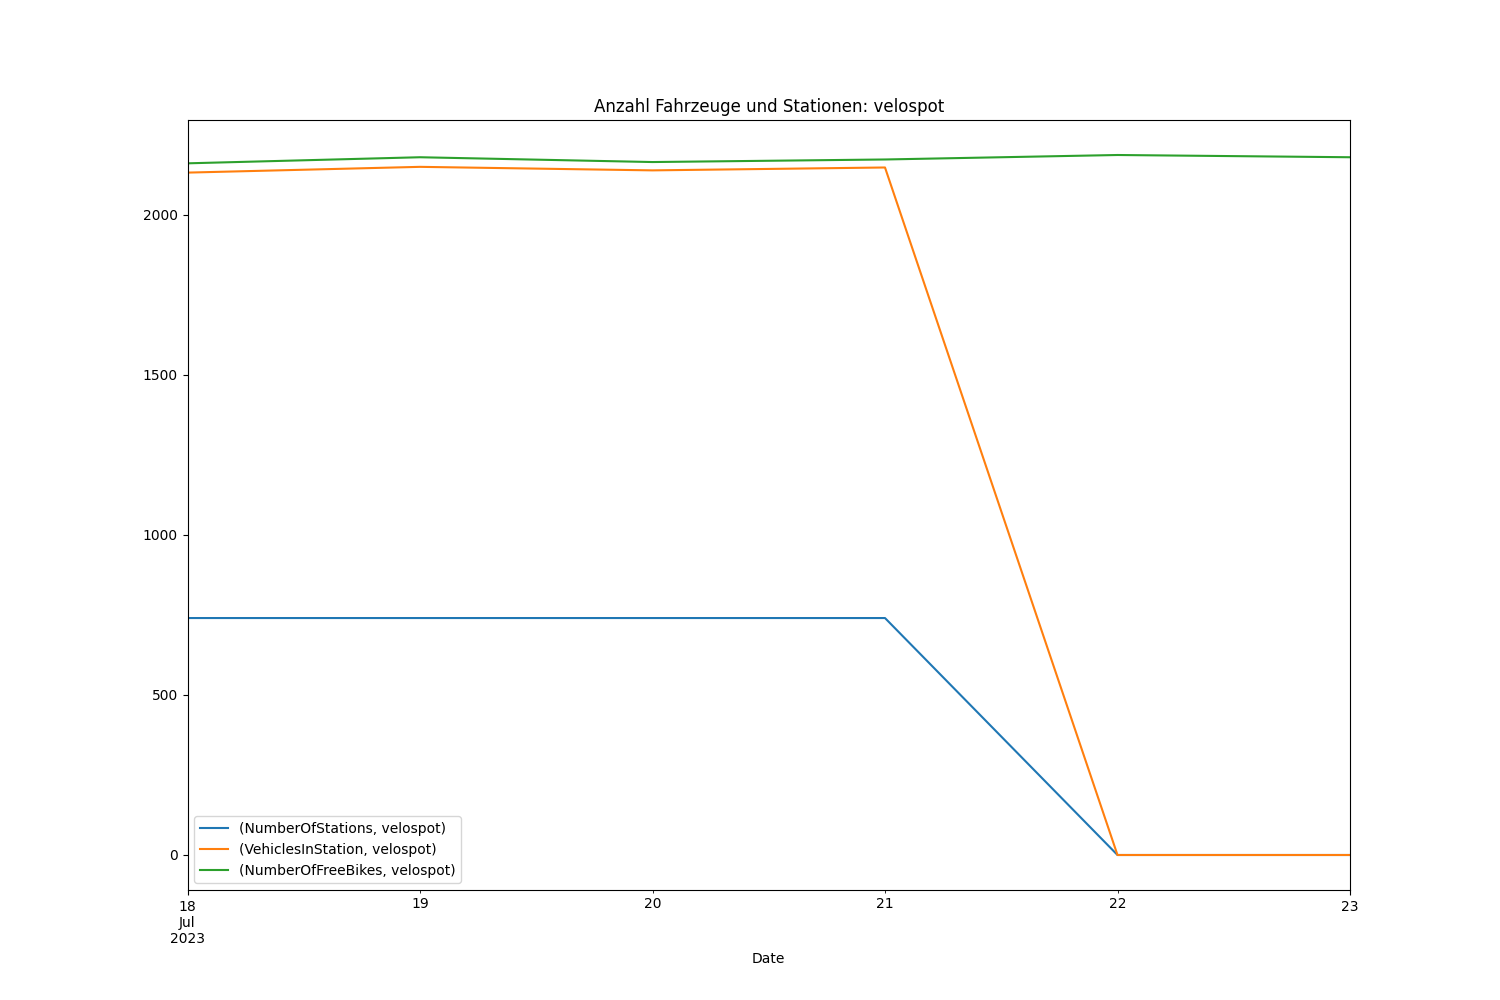 Anzahl Fahrzeuge und Stationen: velospot
2000
1500
1000
500
0
(NumberOfStations, velospot)
(VehiclesInStation, velospot)
(NumberOfFreeBikes, velospot)
18 19 20 21 22 23
Jul
2023
Date